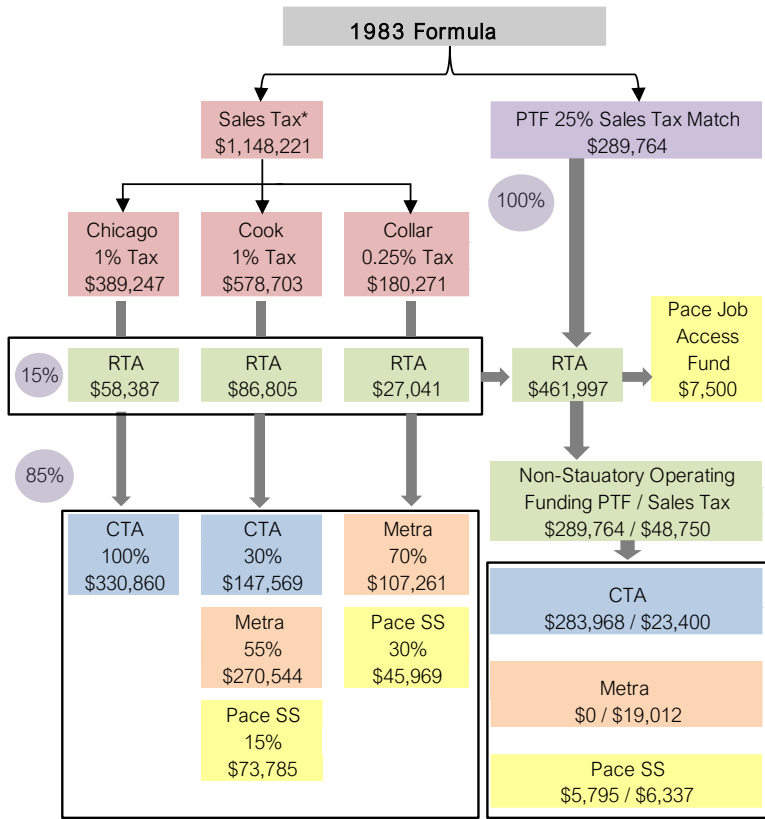 1983 Formula
Sales Tax*
$1,148,221
PTF 25% Sales Tax Match
$289,764
100%
Chicago
1% Tax
$389,247
Cook
1% Tax
$578,703
Collar
0.25% Tax
$180,271
Pace Job
Access
Fund
$7,500
15%
RTA
$58,387
RTA
$86,805
RTA
$27,041
RTA
$461,997
85%
Non-Stauatory Operating
Funding PTF / Sales Tax
$289,764 / $48,750
CTA
100%
$330,860
CTA
30%
$147,569
Metra
70%
$107,261
Metra
55%
$270,544
Pace SS
30%
$45,969
Pace SS
15%
$73,785
CTA
$283,968 / $23,400
Metra
$0 / $19,012
Pace SS
$5,795 / $6,337